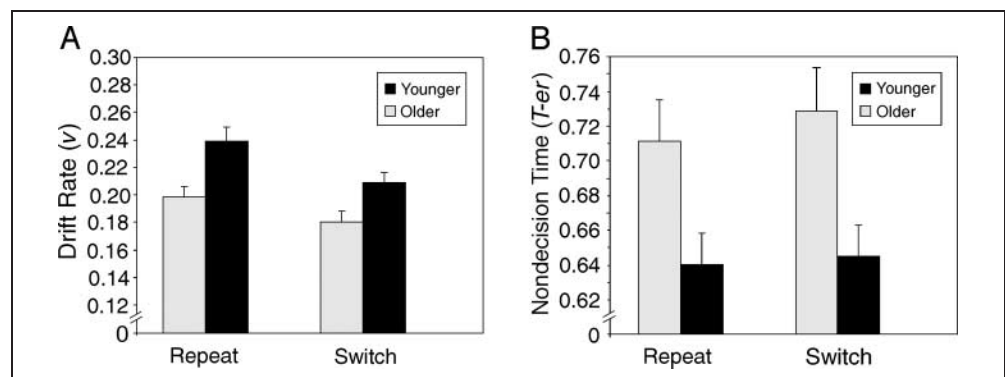 A
Drift Rate (v)
0.30
0.28
0.26
0.24
0.22
0.20
0.18
0.16
0.14
0.12
0
Younger
Older
Repeat Switch
B
Nondecision Time (T-er)
0.76
0.74
0.72
0.70
0.66
0.64
0.62
0
Younger
Older
Repeat Switch